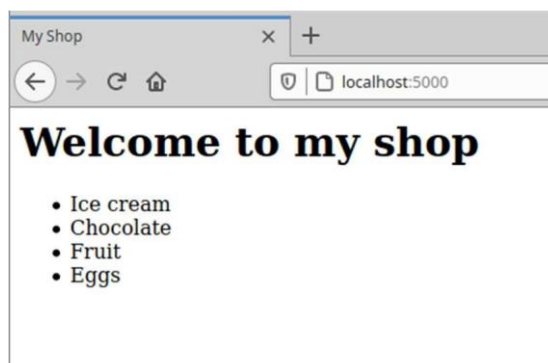 My Shop
localhost:5000
Welcome to my shop
Ice cream
Chocolate
Fruit
Eggs